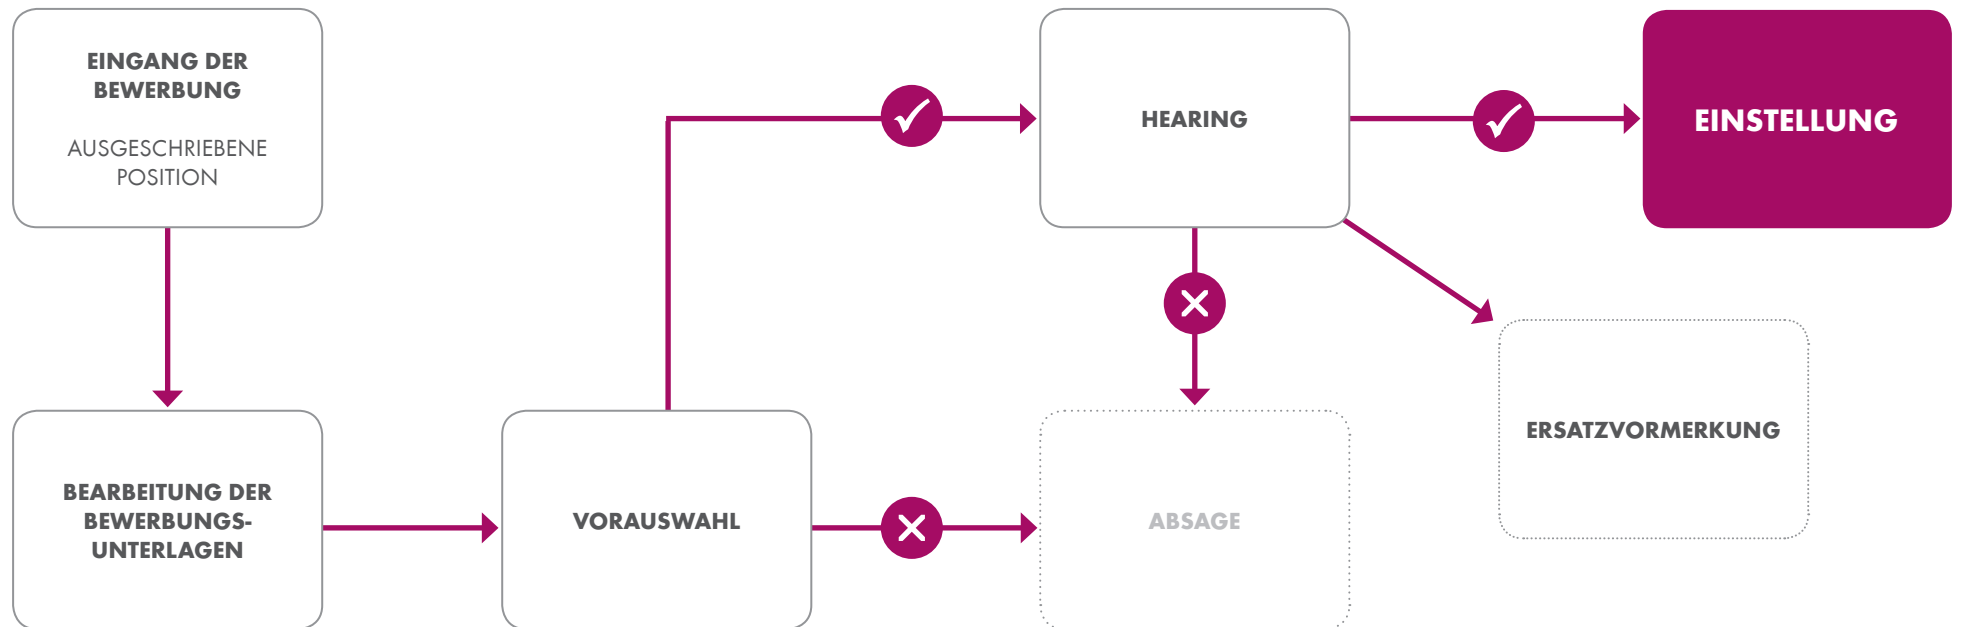 EINGANG DER
BEWERBUNG
AUSGESCHRIEBENE
POSITION
HEARING
EINSTELLUNG
ERSATZVORMERKUNG
BEARBEITUNG DER
BEWERBUNGS-
UNTERLAGEN
VORAUSWAHL
ABSAGE